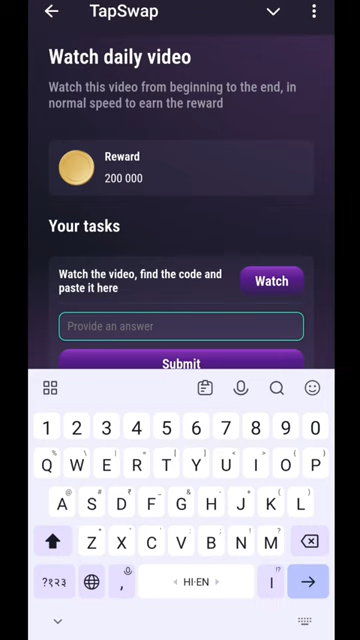 TapSwap
Watch daily video
Watch this video from beginning to the end, in
normal speed to earn the reward
Reward
200 000
Your tasks
Watch the video, find the code and
paste it here
Watch
Provide an answer
Submit
1 2 3 4 5 6 7 8 9 0
Q W E R T Y U I O P
A S D F G H J K L
Z X C V B N M
?१२३ , HI·EN ।